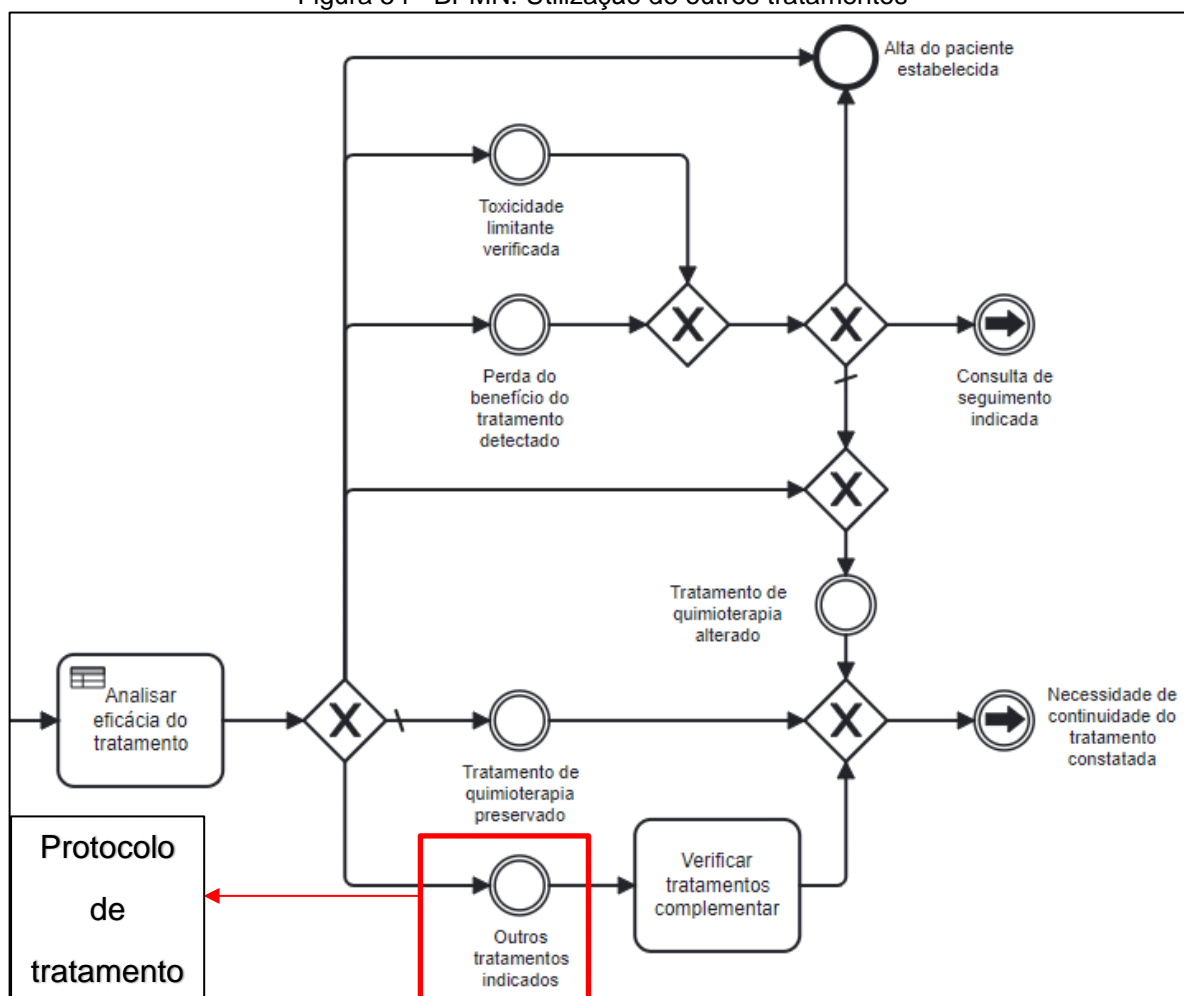 Figura 34 - BPMN: Utilização de outros tratamentos
Alta do paciente
estabelecida
Toxicidade
limitante
verificada
Perda do
benefício do
tratamento
detectado
Consulta de
seguimento
indicada
Tratamento de
quimioterapia
alterado
Analisar
eficácia do
tratamento
Necessidade de
continuidade do
tratamento
constatada
Tratamento de
quimioterapia
preservado
Protocolo
de
tratamento
Verificar
tratamentos
complementar
Outros
tratamentos
indicados